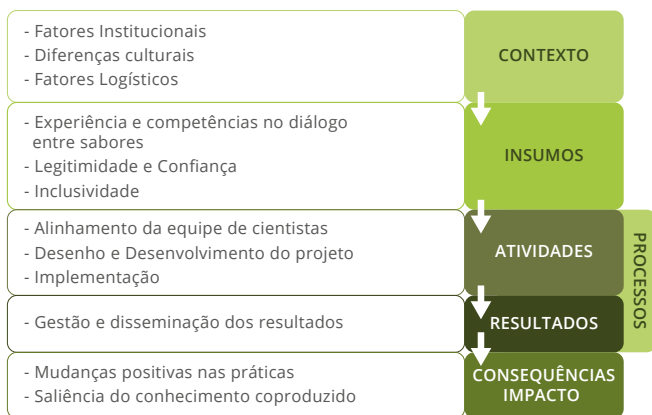 - Fatores Institucionais
- Diferenças culturais
- Fatores Logísticos
CONTEXTO
- Experiência e competências no diálogo
entre sabores
- Legitimidade e Confiança
- Inclusividade
INSUMOS
- Alinhamento da equipe de cientistas
- Desenho e Desenvolvimento do projeto
- Implementação
ATIVIDADES
- Gestão e disseminação dos resultados
RESULTADOS
PROCESSOS
- Mudanças positivas nas práticas
- Saliência do conhecimento coproduzido
CONSEQUÊNCIAS
IMPACTO